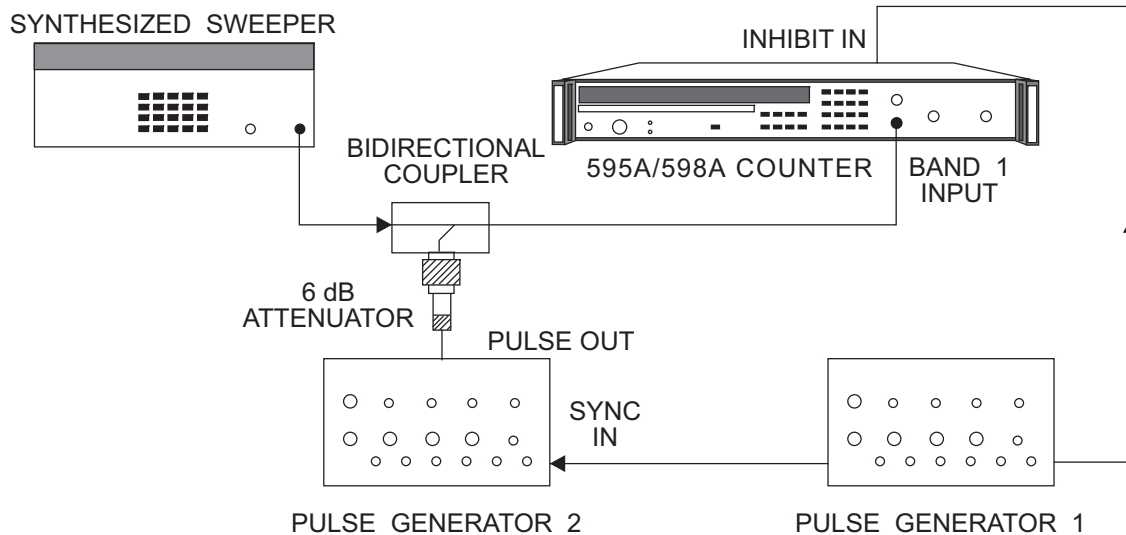 SYNTHESIZED SWEEPER
INHIBIT IN
BIDIRECTIONAL
COUPLER
595A/598A COUNTER
BAND 1
INPUT
6 dB
ATTENUATOR
PULSE OUT
SYNC
IN
PULSE GENERATOR 2
PULSE GENERATOR 1